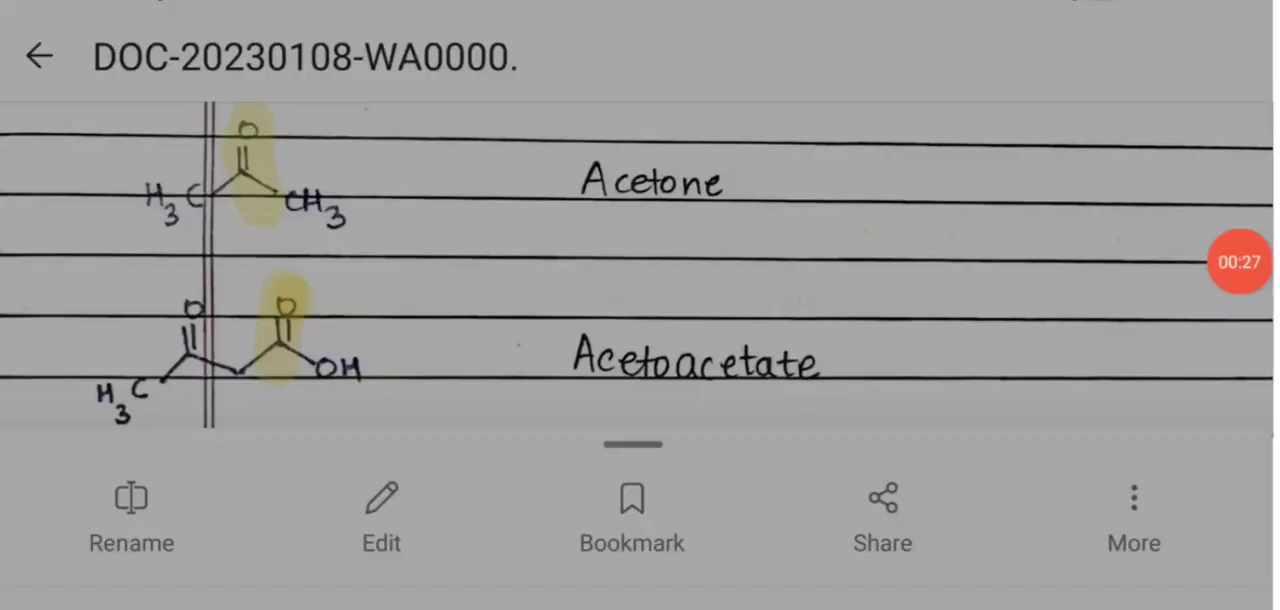 ← DOC-20230108-WA0000.
O
H3C CH3 Acetone
00:27
O O
H3C OH Acetoacetate
Rename Edit Bookmark Share More